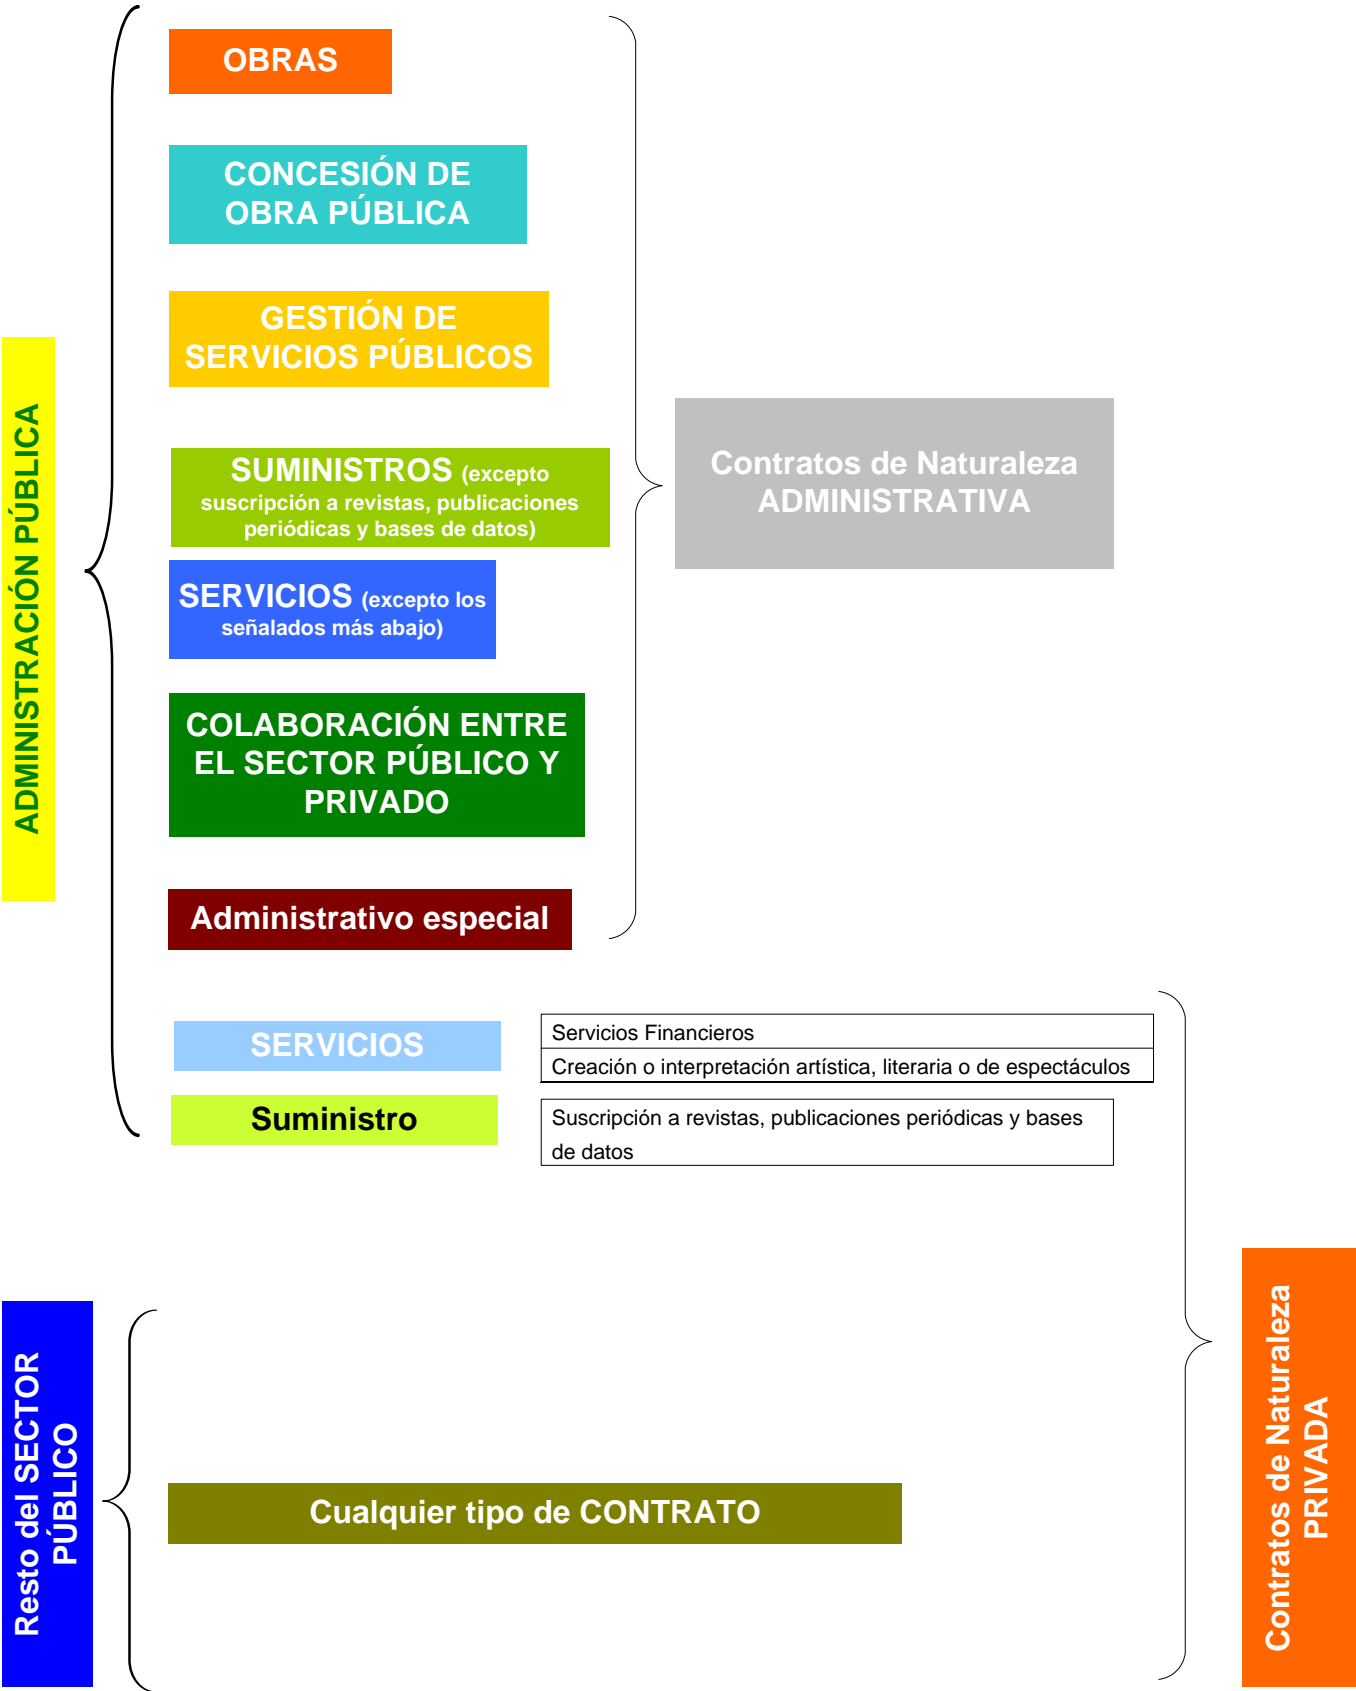 ADMINISTRACIÓN PÚBLICA
OBRAS
CONCESIÓN DE
OBRA PÚBLICA
GESTIÓN DE
SERVICIOS PÚBLICOS
SUMINISTROS (excepto
suscripción a revistas, publicaciones
periódicas y bases de datos)
SERVICIOS (excepto los
señalados más abajo)
COLABORACIÓN ENTRE
EL SECTOR PÚBLICO Y
PRIVADO
Administrativo especial
Contratos de Naturaleza
ADMINISTRATIVA
SERVICIOS
Servicios Financieros
Creación o interpretación artística, literaria o de espectáculos
Suministro
Suscripción a revistas, publicaciones periódicas y bases
de datos
Resto del SECTOR
PÚBLICO
Cualquier tipo de CONTRATO
Contratos de Naturaleza
PRIVADA